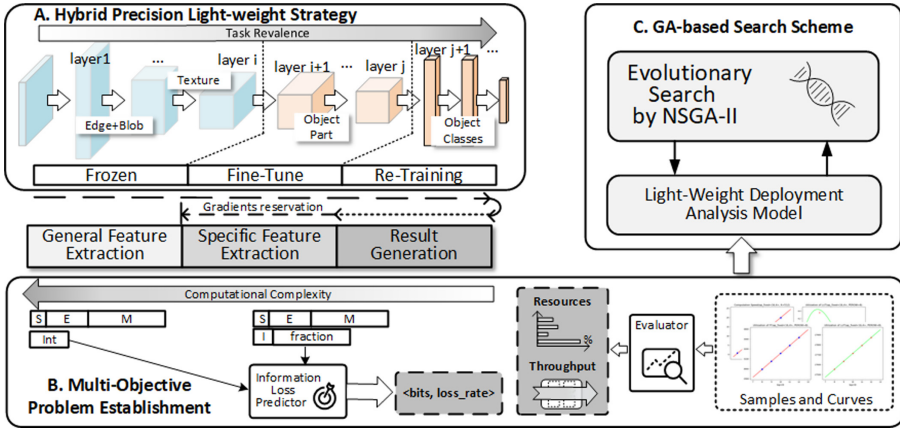 A. Hybrid Precision Light-weight Strategy
Task Revalence
layer1
...
layer i
layer i+1
...
layer j
layer j+1
...
Texture
Edge+Blob
Object
Part
Object
Classes
Frozen
Fine-Tune
Re-Training
Gradients reservation
General Feature
Extraction
Specific Feature
Extraction
Result
Generation
C. GA-based Search Scheme
Evolutionary
Search
by NSGA-II
Light-Weight Deployment
Analysis Model
Computational Complexity
S E M
Int
S E M
I fraction
B. Multi-Objective
Problem Establishment
Information
Loss
Predictor
<bits, loss_rate>
Resources
%
Throughput
Evaluator
Samples and Curves